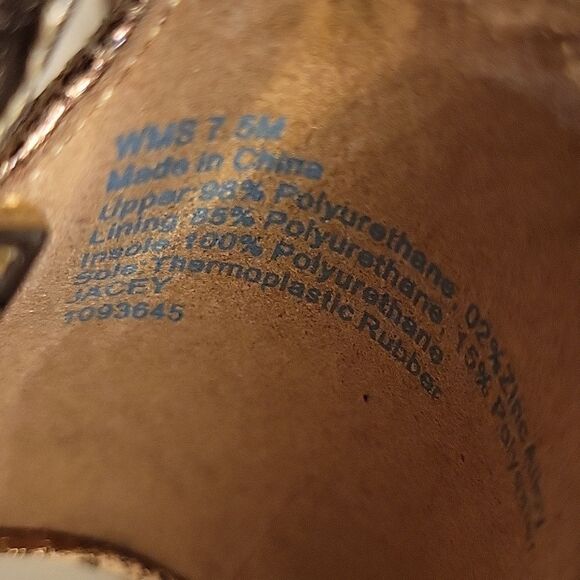 WMS 7.5M
Made in China
Upper 98% Polyurethane, 02% Zinc Alloy
Lining 85% Polyurethane, 15%
Insole 100% Polyurethane
Sole Thermoplastic Rubber
JACEY
1093645